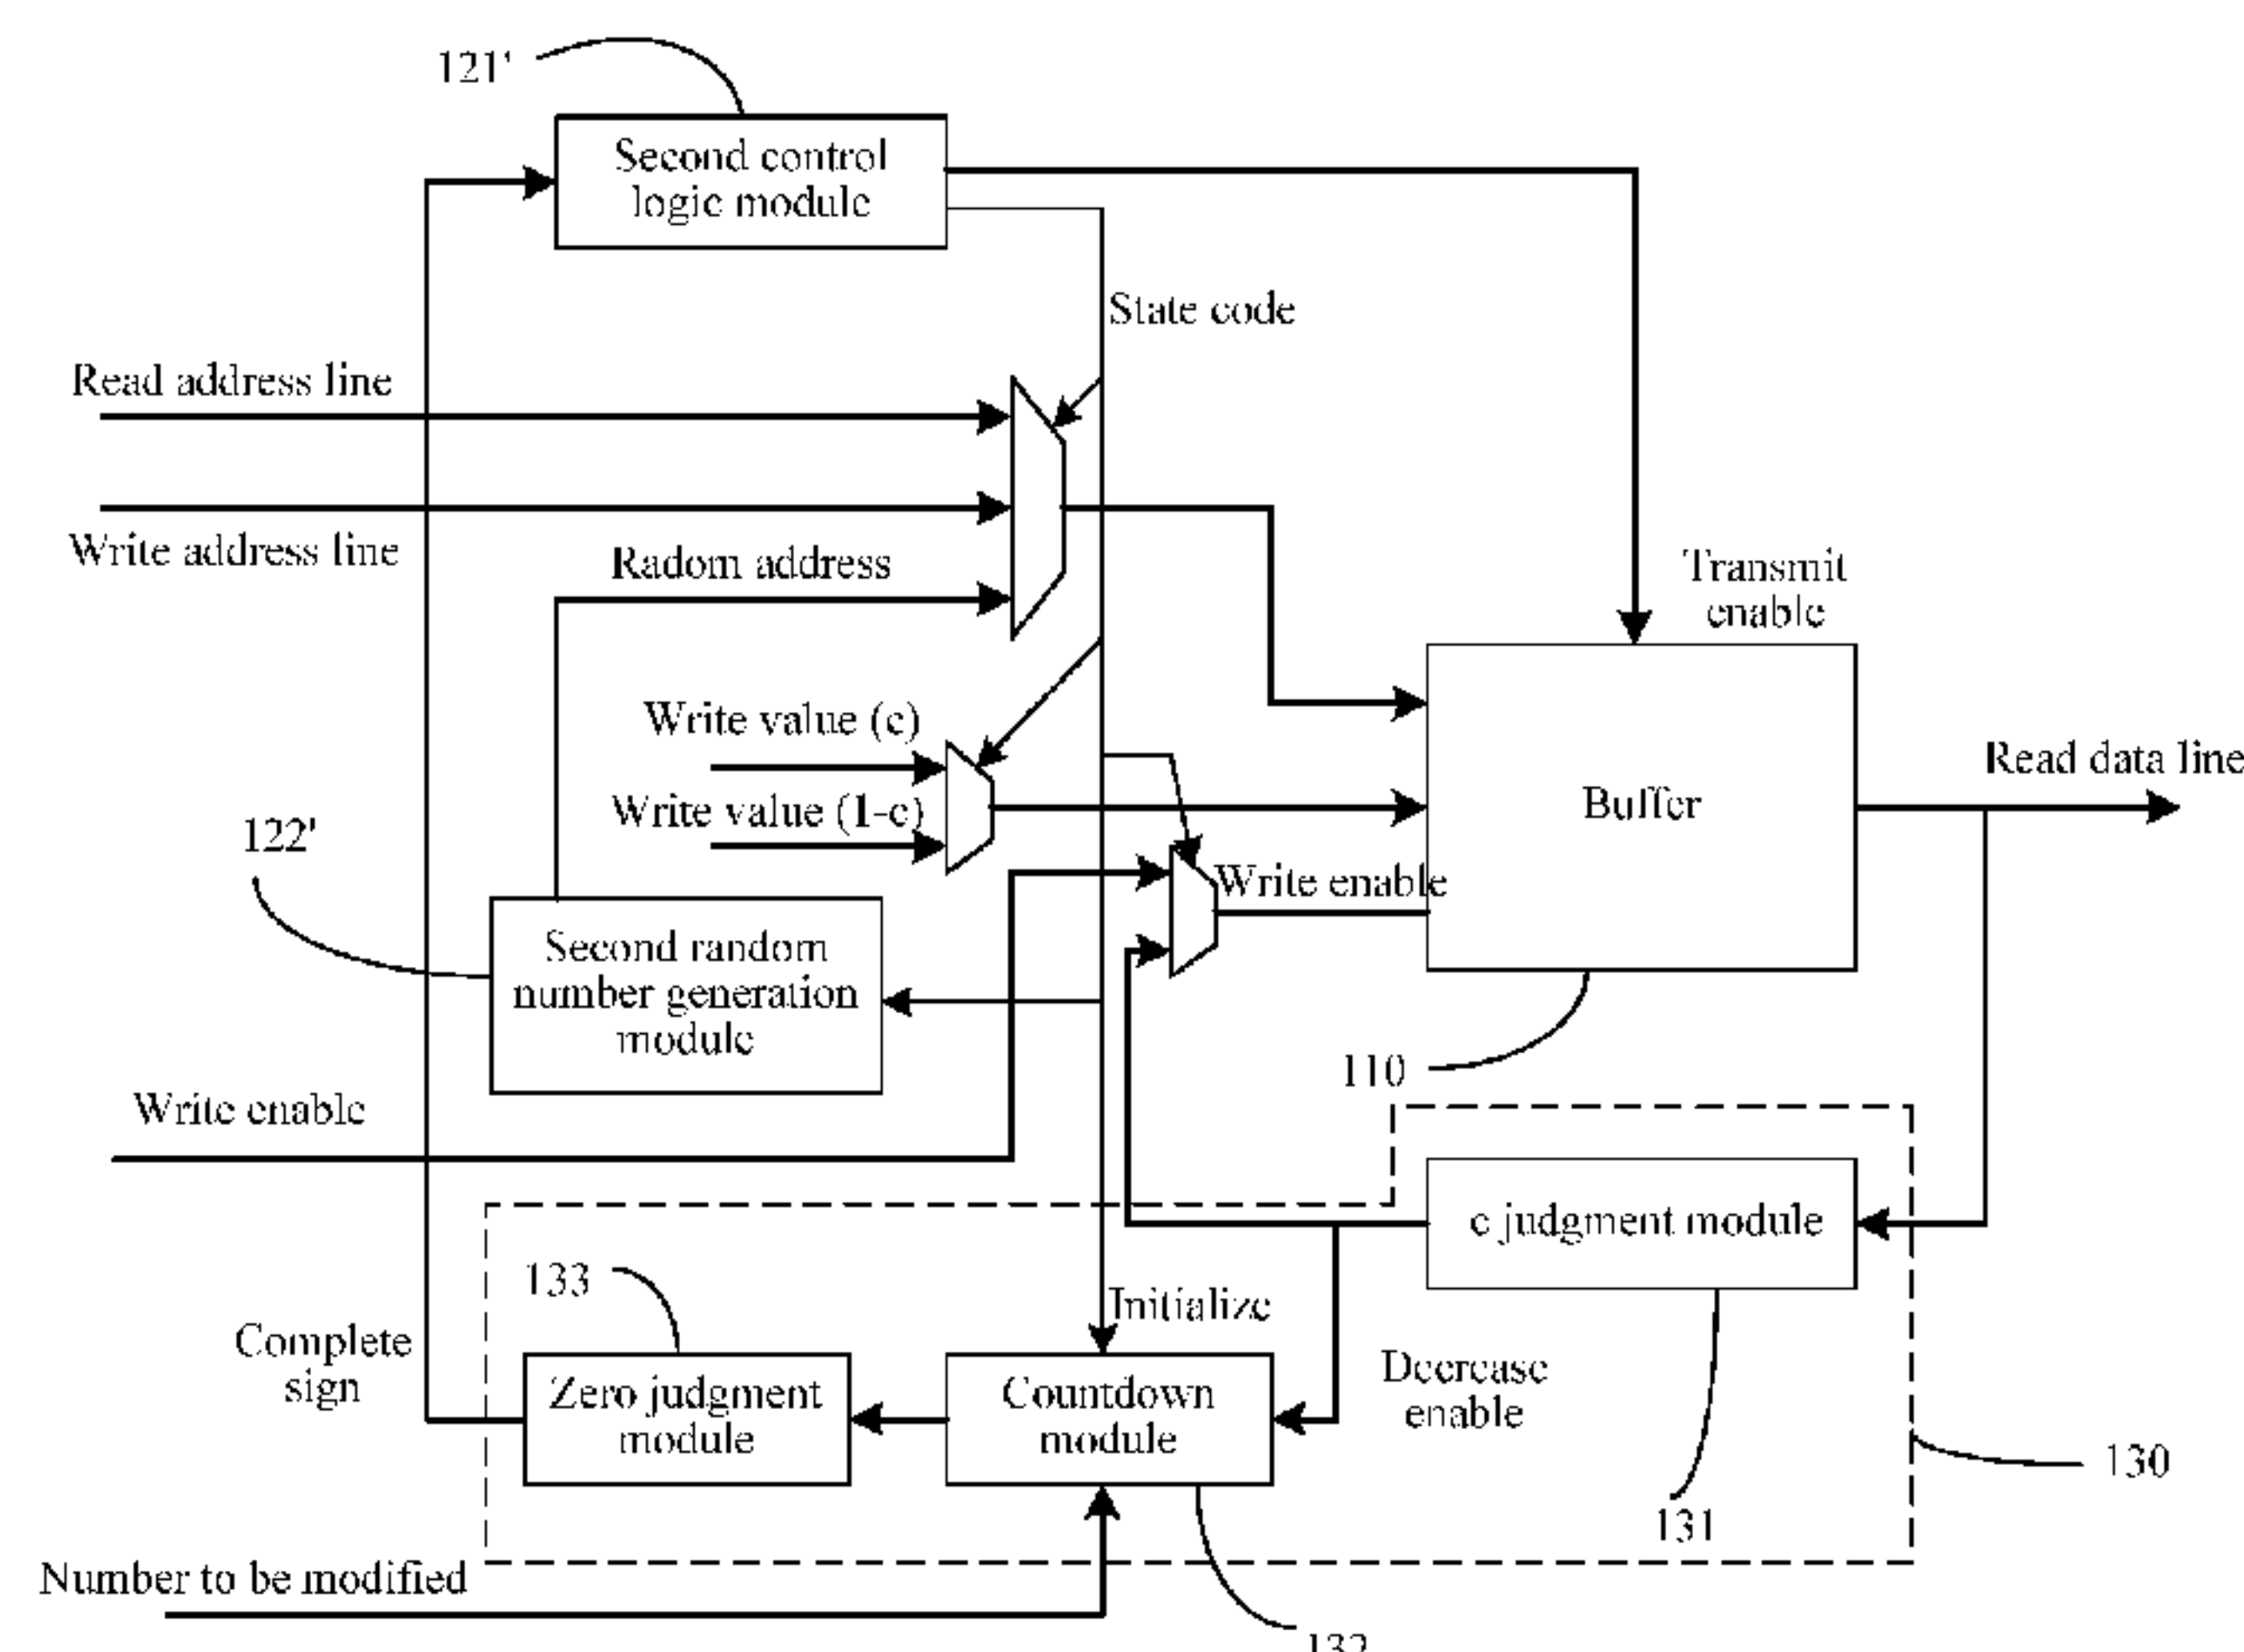 121'
Second control
logic module
State code
Read address line
Write address line
Radom address
Transmit
enable
Write value (c)
Write value (1-c)
Buffer
Read data line
122'
Write enable
Second random
number generation
module
110
Write enable
c judgment module
133
Initialize
Complete
sign
Zero judgment
module
Countdown
module
Decrease
enable
130
131
Number to be modified
132